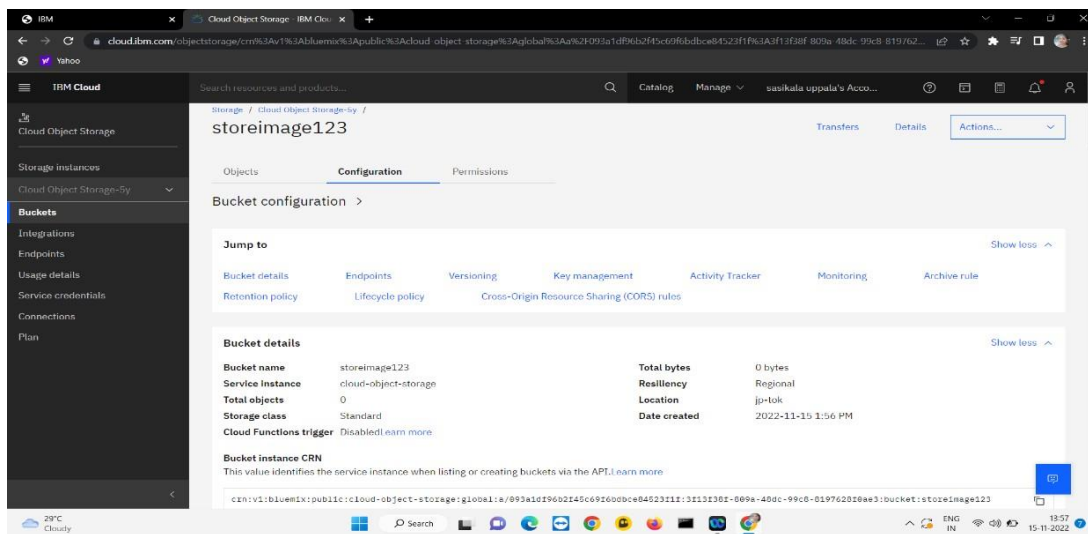 IBM
Cloud Object Storage - IBM Clou
cloud.ibm.com/objectstorage/crn%3Av1%3Abluemix%3Apublic%3Acloud-object-storage%3Aglobal%3Aa%2F093a1df96b2f45c69f6bdbce84523f1f%3A3f13f38f-809a-48dc-99c8-819762...
Yahoo
IBM Cloud
Search resources and products...
Catalog
Manage
sasikala uppala's Acco...
Cloud Object Storage
Storage instances
Cloud Object Storage-5y
Buckets
Integrations
Endpoints
Usage details
Service credentials
Connections
Plan
Storage / Cloud Object Storage-5y /
storeimage123
Transfers
Details
Actions...
Objects
Configuration
Permissions
Bucket configuration >
Jump to
Show less
Bucket details Endpoints Versioning Key management Activity Tracker Monitoring Archive rule
Retention policy Lifecycle policy Cross-Origin Resource Sharing (CORS) rules
Bucket details
Show less
Bucket name storeimage123 Total bytes 0 bytes
Service instance cloud-object-storage Resiliency Regional
Total objects 0 Location jp-tok
Storage class Standard Date created 2022-11-15 1:56 PM
Cloud Functions trigger DisabledLearn more
Bucket instance CRN
This value identifies the service instance when listing or creating buckets via the API.Learn more
crn:v1:bluemix:public:cloud-object-storage:global:a/093a1df96b2f45c69f6bdbce84523f1f:3f13f38f-809a-48dc-99c8-8197628f0ae3:bucket:storeimage123
29°C
Cloudy
Search
ENG
IN
13:57
15-11-2022